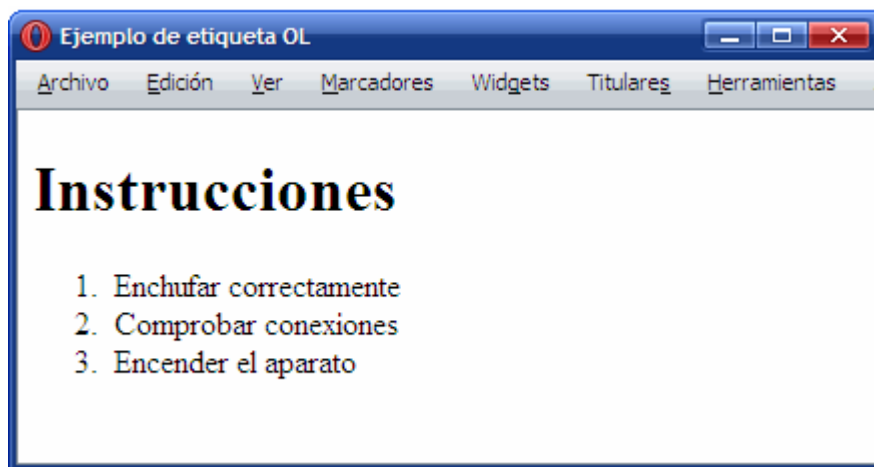 Ejemplo de etiqueta OL
Archivo Edición Ver Marcadores Widgets Titulares Herramientas
Instrucciones
1. Enchufar correctamente
2. Comprobar conexiones
3. Encender el aparato